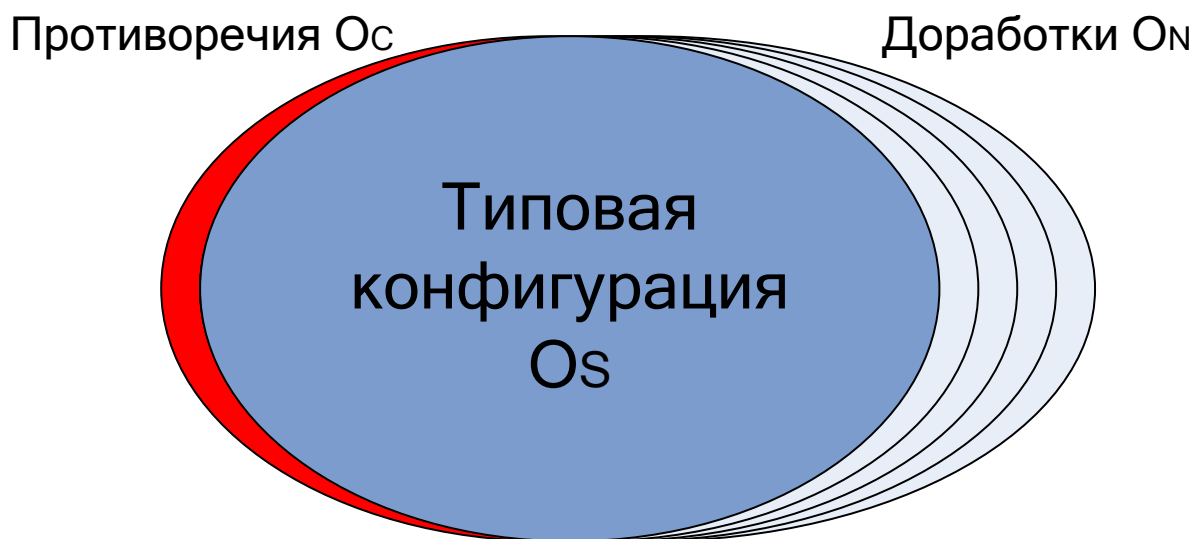 Противоречия Oc
Доработки ON
Типовая
конфигурация
Os